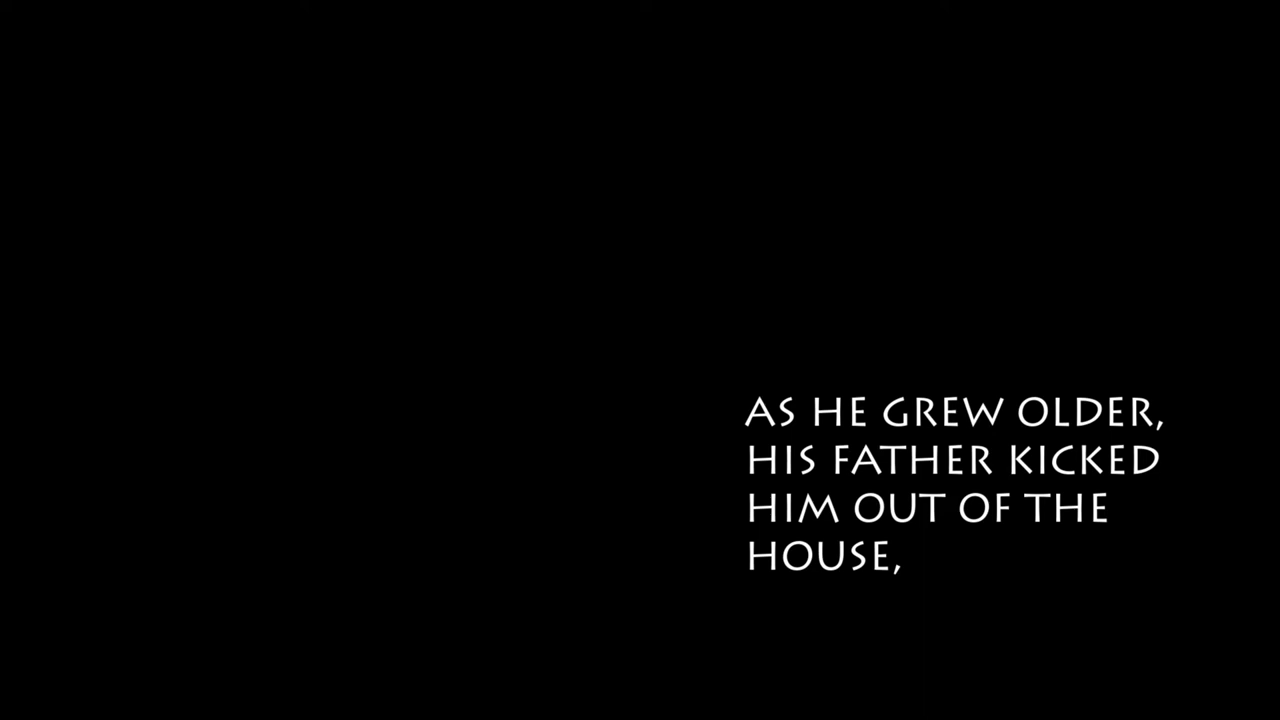 AS HE GREW OLDER,
HIS FATHER KICKED
HIM OUT OF THE
HOUSE,